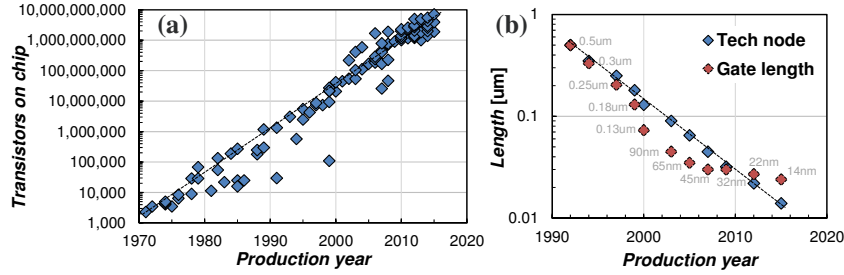 (a)
Transistors on chip
10,000,000,000
1,000,000,000
100,000,000
10,000,000
1,000,000
100,000
10,000
1,000
1970
1980
1990
2000
2010
2020
Production year
(b)
Length [um]
1
0.1
0.01
Tech node
Gate length
0.5um
0.3um
0.25um
0.18um
0.13um
90nm
65nm
45nm
32nm
22nm
14nm
1990
2000
2010
2020
Production year